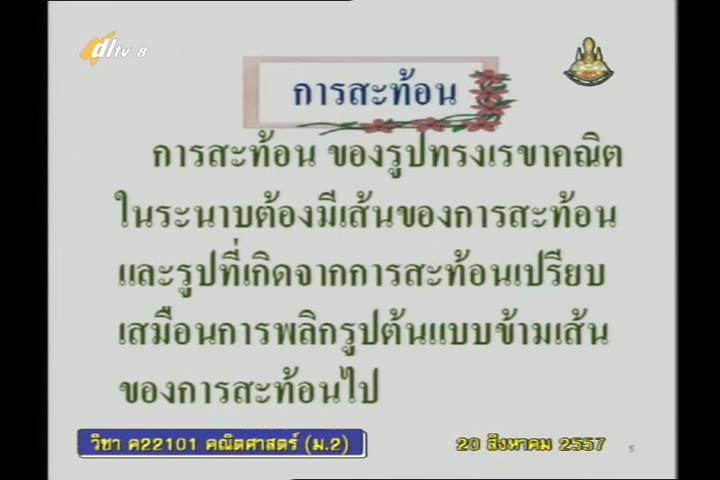 dltv 8
การสะท้อน
การสะท้อน ของรูปทรงเรขาคณิต
ในระนาบต้องมีเส้นของการสะท้อน
และรูปที่เกิดจากการสะท้อนเปรียบ
เสมือนการพลิกรูปต้นแบบข้ามเส้น
ของการสะท้อนไป
วิชา ค22101 คณิตศาสตร์ (ม.2)
20 สิงหาคม 2557
5